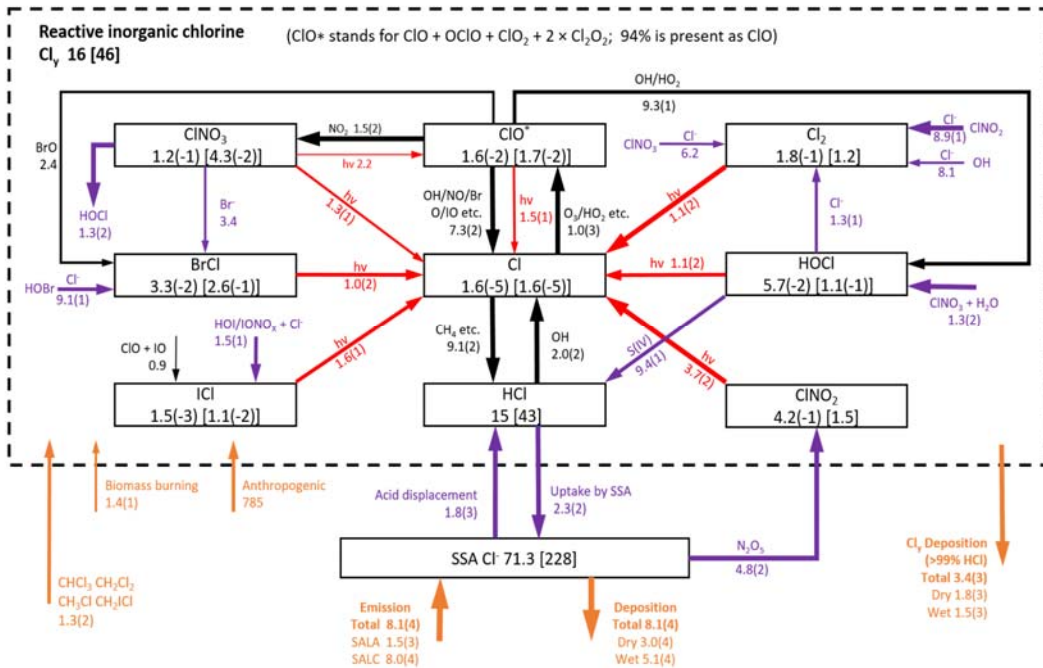 Reactive inorganic chlorine
Cl_y 16 [46]
(ClO* stands for ClO + OClO + ClO₂ + 2 × Cl₂O₂; 94% is present as ClO)
OH/HO₂
9.3(1)
BrO
2.4
ClNO₃
1.2(-1) [4.3(-2)]
NO₂ 1.5(2)
hv 2.2
ClO*
1.6(-2) [1.7(-2)]
ClNO₃
Cl⁻
6.2
Cl₂
1.8(-1) [1.2]
Cl⁻
8.9(1)
ClNO₂
Cl⁻
8.1
OH
HOCl
1.3(2)
Br⁻
3.4
hv
1.3(1)
OH/NO/Br
O/IO etc.
7.3(2)
hv
1.5(1)
O₃/HO₂ etc.
1.0(3)
hv
1.1(2)
Cl⁻
1.3(1)
HOBr
Cl⁻
9.1(1)
BrCl
3.3(-2) [2.6(-1)]
hv
1.0(2)
Cl
1.6(-5) [1.6(-5)]
hv 1.1(2)
HOCl
5.7(-2) [1.1(-1)]
ClNO₃ + H₂O
1.3(2)
ClO + IO
0.9
HOI/IONOₓ + Cl⁻
1.5(1)
hv
1.6(1)
CH₄ etc.
9.1(2)
OH
2.0(2)
S(IV)
9.4(1)
hv
3.7(2)
ICl
1.5(-3) [1.1(-2)]
HCl
15 [43]
ClNO₂
4.2(-1) [1.5]
Biomass burning
1.4(1)
Anthropogenic
785
Acid displacement
1.8(3)
Uptake by SSA
2.3(2)
SSA Cl⁻ 71.3 [228]
N₂O₅
4.8(2)
Cl_y Deposition
(>99% HCl)
Total 3.4(3)
Dry 1.8(3)
Wet 1.5(3)
CHCl₃ CH₂Cl₂
CH₃Cl CH₂ICl
1.3(2)
Emission
Total 8.1(4)
SALA 1.5(3)
SALC 8.0(4)
Deposition
Total 8.1(4)
Dry 3.0(4)
Wet 5.1(4)